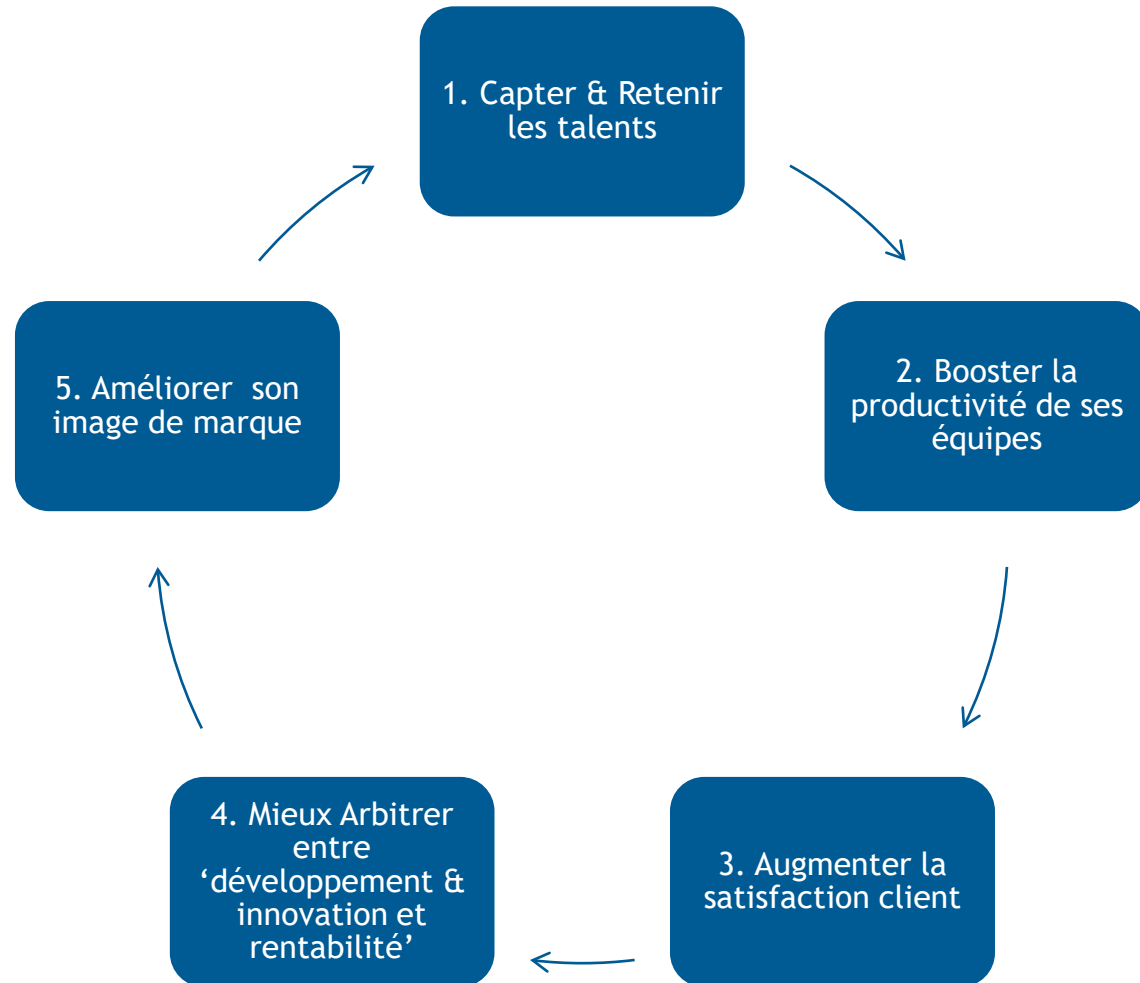 1. Capter & Retenir
les talents
2. Booster la
productivité de ses
équipes
3. Augmenter la
satisfaction client
4. Mieux Arbitrer
entre
‘développement &
innovation et
rentabilité’
5. Améliorer  son
image de marque